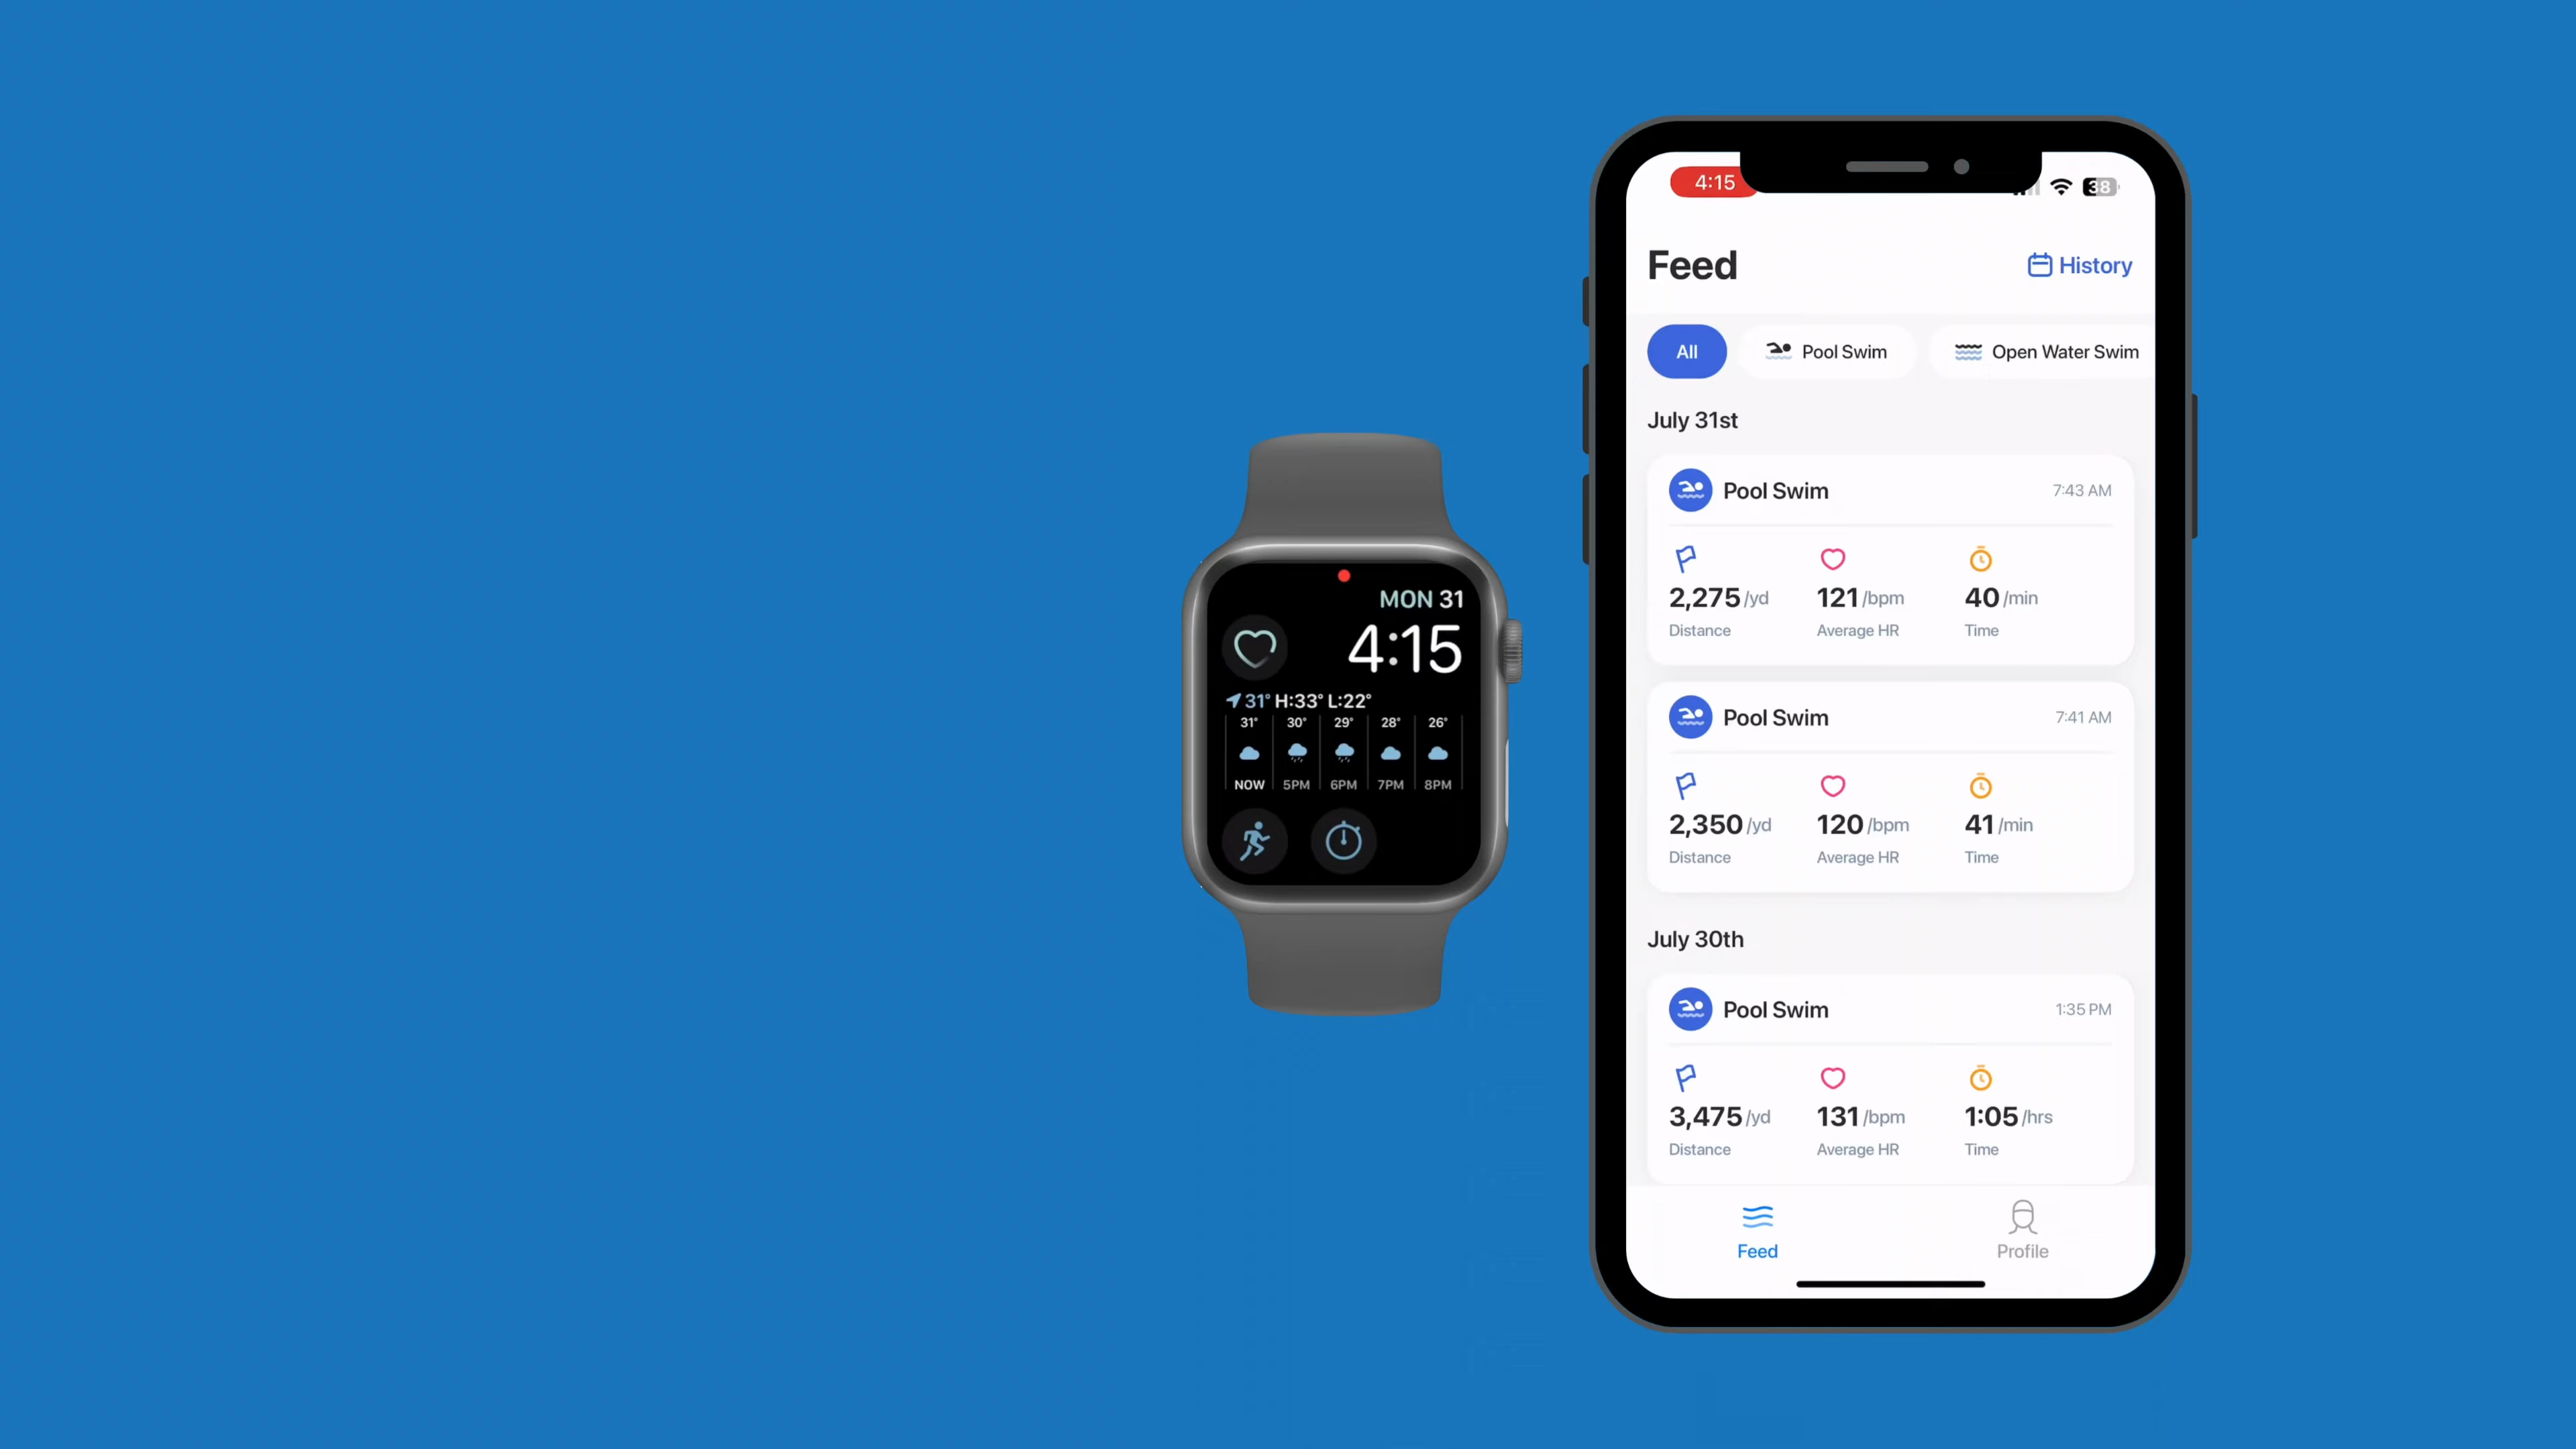 MON 31
4:15
31° H:33° L:22°
31° 30° 29° 28° 26°
NOW 5PM 6PM 7PM 8PM
4:15
38
Feed
History
All
Pool Swim
Open Water Swim
July 31st
Pool Swim
7:43 AM
2,275/yd 121/bpm 40/min
Distance Average HR Time
Pool Swim
7:41 AM
2,350/yd 120/bpm 41/min
Distance Average HR Time
July 30th
Pool Swim
1:35 PM
3,475/yd 131/bpm 1:05/hrs
Distance Average HR Time
Feed
Profile